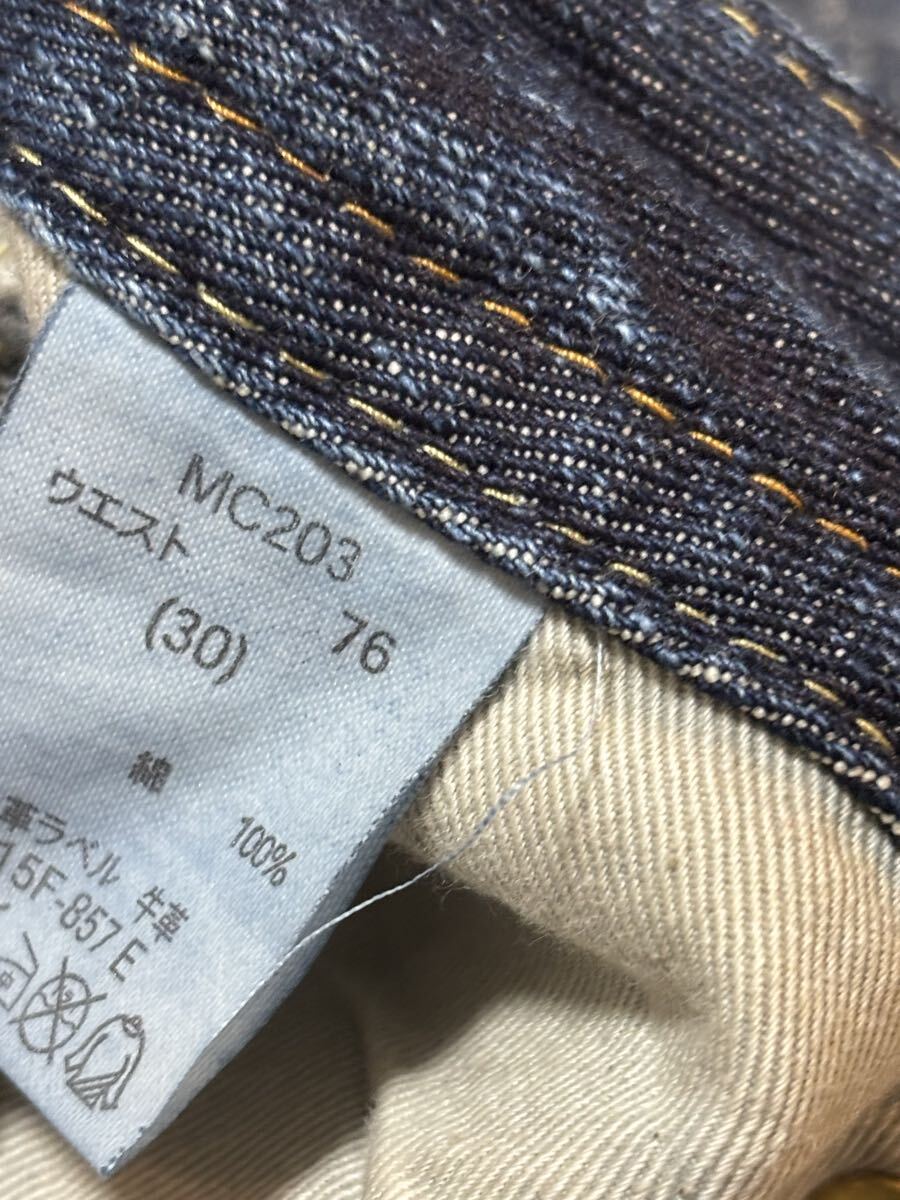 MC203
ウエスト 76
(30)
綿 100%
革ラベル 牛革
15F-857 E